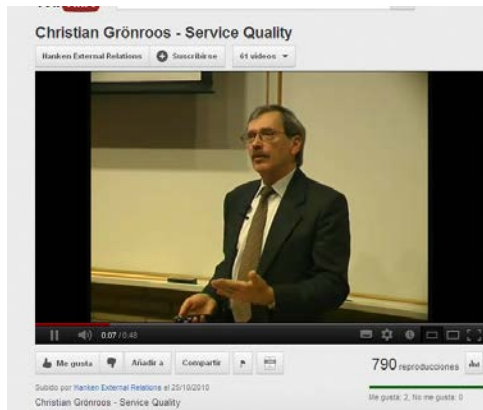 Christian Grönroos - Service Quality
Hanken External Relations Suscribirse 61 videos
0:07 / 0:48
Me gusta Añadir a Compartir
790 reproducciones
Subido por Hanken External Relations el 25/10/2010
Me gusta: 2, No me gusta: 0
Christian Grönroos - Service Quality